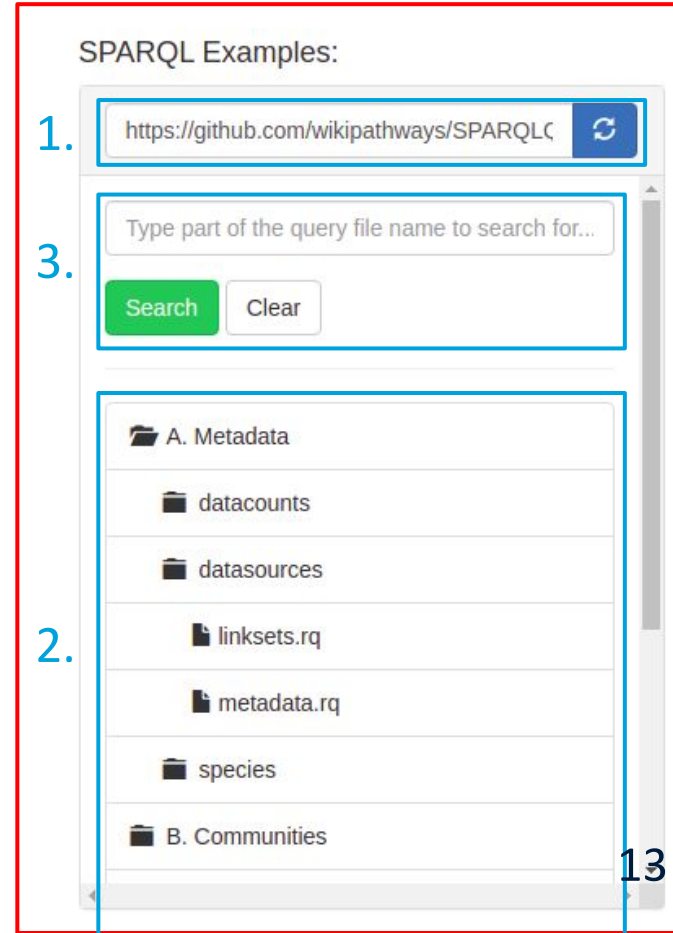 SPARQL Examples:
1.
https://github.com/wikipathways/SPARQLQ
3.
Type part of the query file name to search for...
Search Clear
A. Metadata
datacounts
datasources
2.
linksets.rq
metadata.rq
species
B. Communities
13